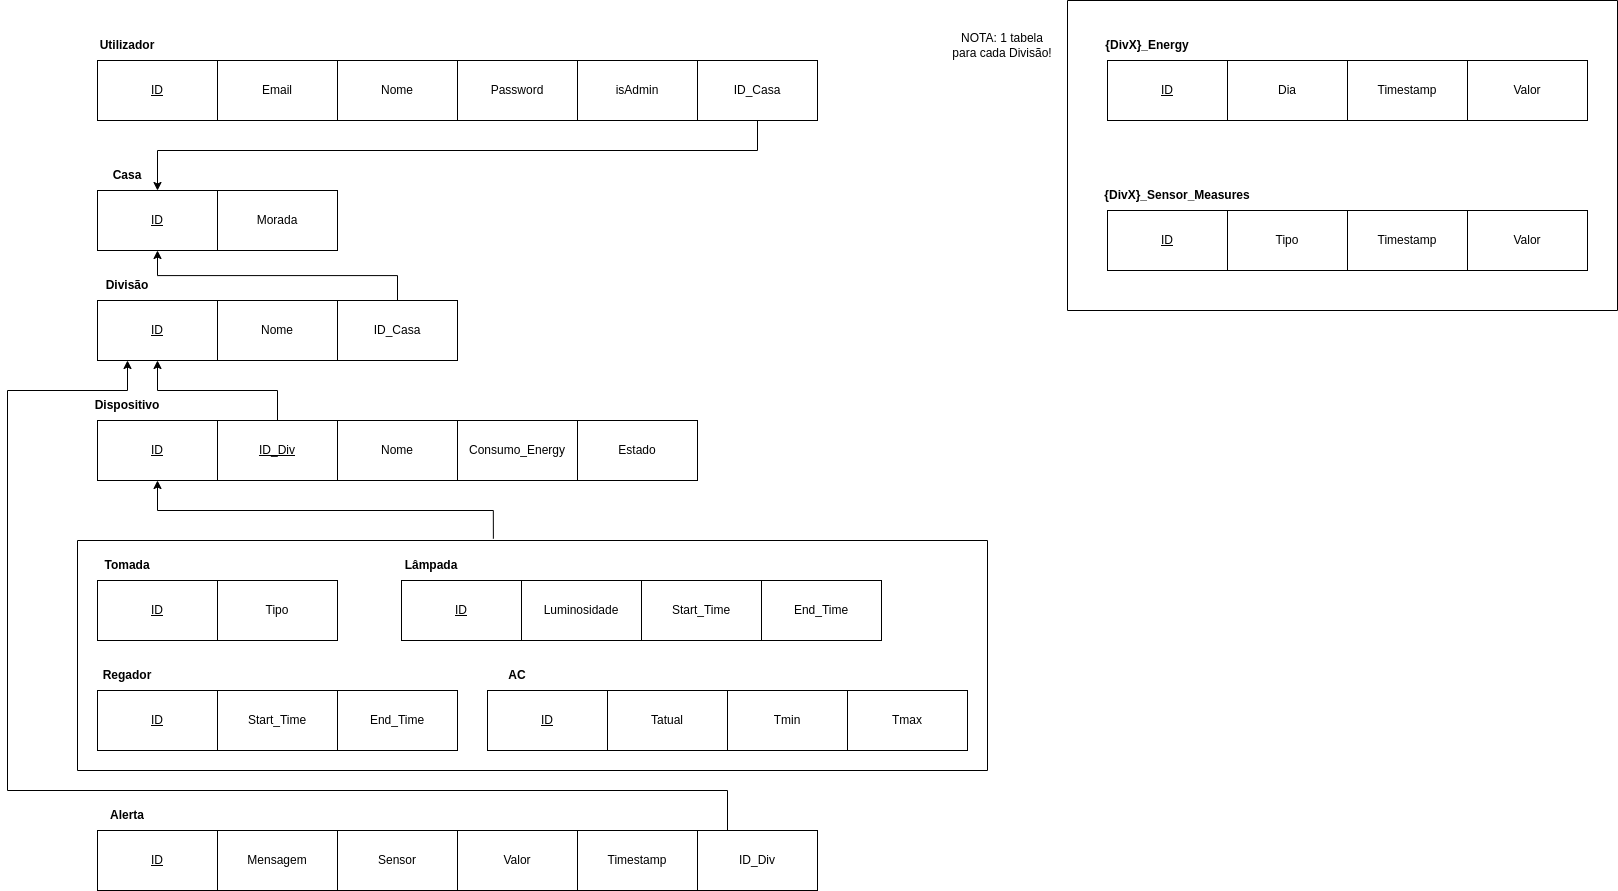 Utilizador
ID
Email
Nome
Password
isAdmin
ID_Casa
Casa
ID
Morada
Divisão
ID
Nome
ID_Casa
Dispositivo
ID
ID_Div
Nome
Consumo_Energy
Estado
Tomada
ID
Tipo
Lâmpada
ID
Luminosidade
Start_Time
End_Time
Regador
ID
Start_Time
End_Time
AC
ID
Tatual
Tmin
Tmax
Alerta
ID
Mensagem
Sensor
Valor
Timestamp
ID_Div
NOTA: 1 tabela
para cada Divisão!
{DivX}_Energy
ID
Dia
Timestamp
Valor
{DivX}_Sensor_Measures
ID
Tipo
Timestamp
Valor